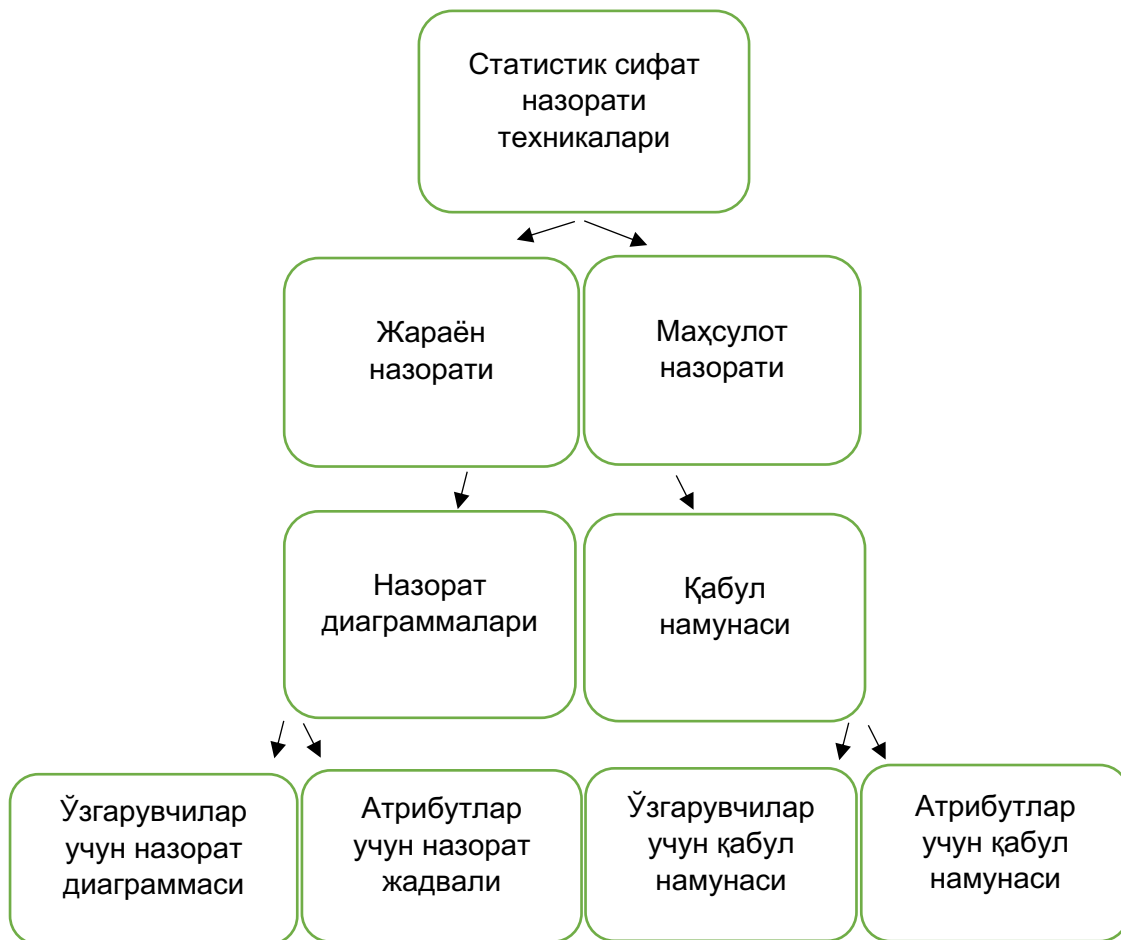 Статистик сифат
назорати
техникалари
Жараён
назорати
Маҳсулот
назорати
Назорат
диаграммалари
Қабул
намунаси
Ўзгарувчилар
учун назорат
диаграммаси
Атрибутлар
учун назорат
жадвали
Ўзгарувчилар
учун қабул
намунаси
Атрибутлар
учун қабул
намунаси